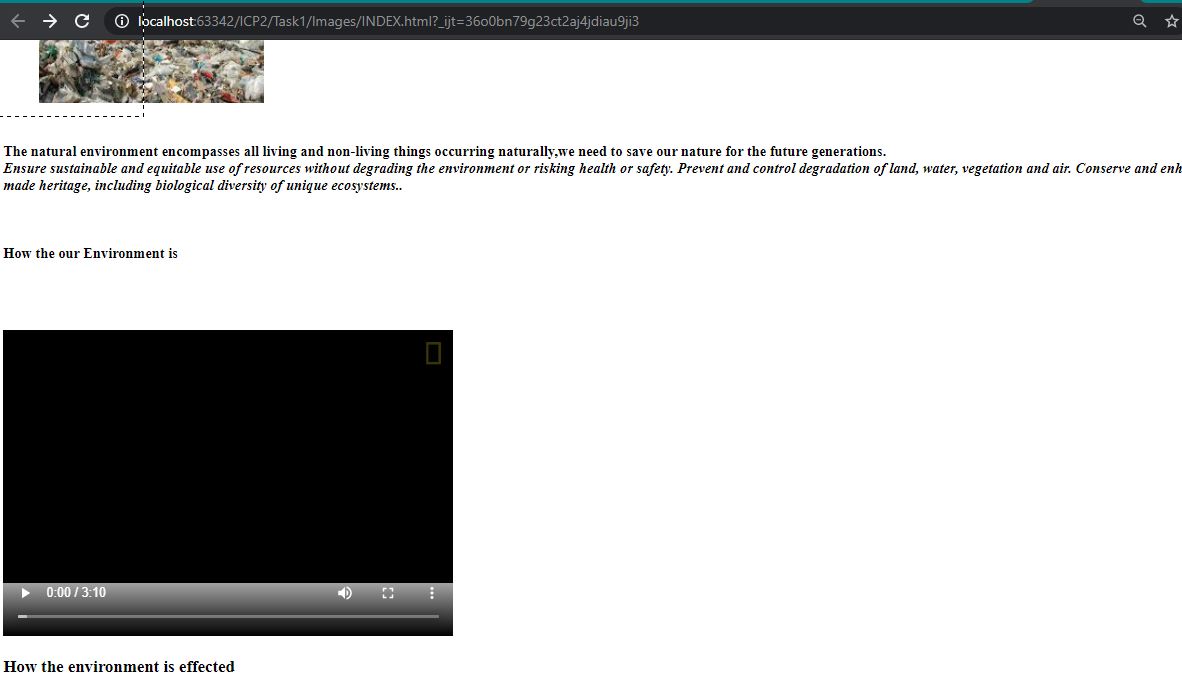 localhost:63342/ICP2/Task1/Images/INDEX.html?_ijt=36o0bn79g23ct2aj4jdiau9ji3
The natural environment encompasses all living and non-living things occurring naturally,we need to save our nature for the future generations.
Ensure sustainable and equitable use of resources without degrading the environment or risking health or safety. Prevent and control degradation of land, water, vegetation and air. Conserve and enh
made heritage, including biological diversity of unique ecosystems..
How the our Environment is
0:00 / 3:10
How the environment is effected